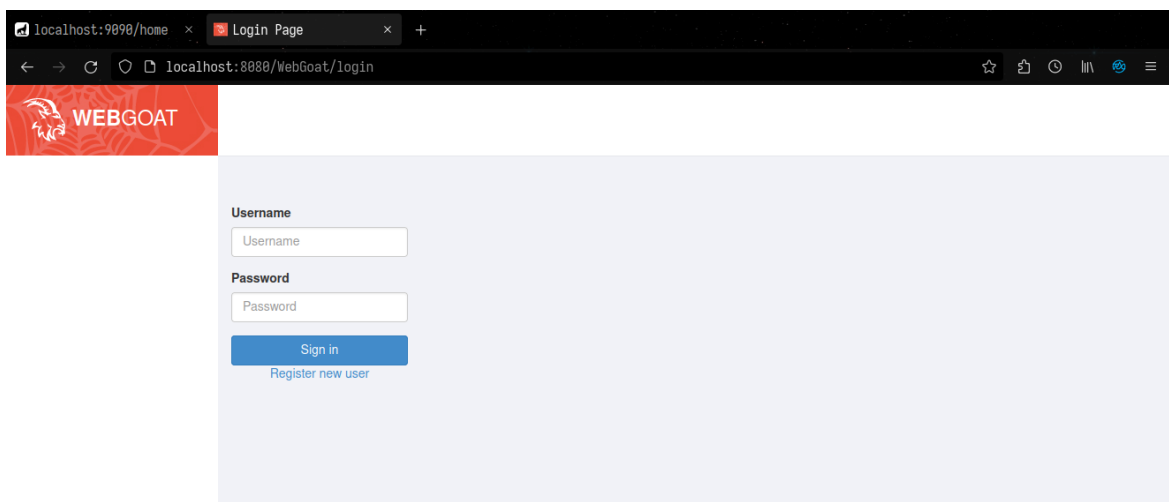 localhost:9090/home × Login Page × +
localhost:8080/WebGoat/login
WEBGOAT
Username
Username
Password
Password
Sign in
Register new user